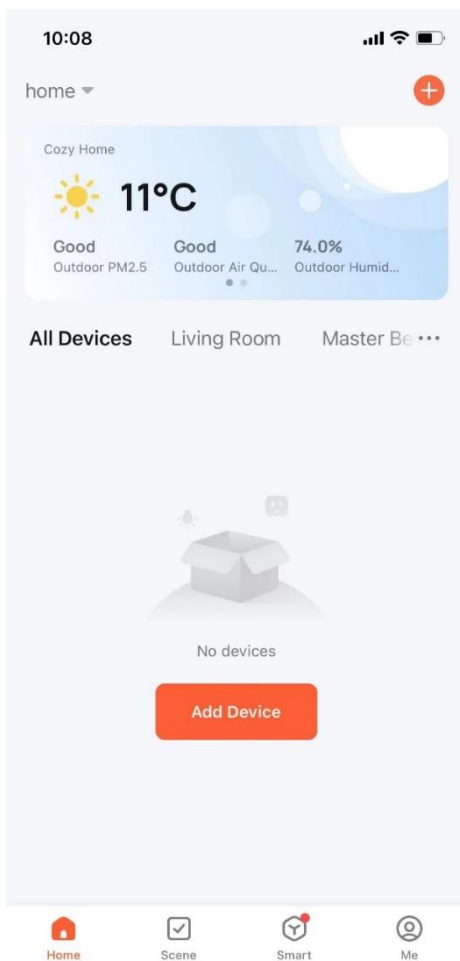 10:08
home
Cozy Home
11°C
Good Good 74.0%
Outdoor PM2.5 Outdoor Air Qu... Outdoor Humid...
All Devices Living Room Master Be
No devices
Add Device
Home Scene Smart Me